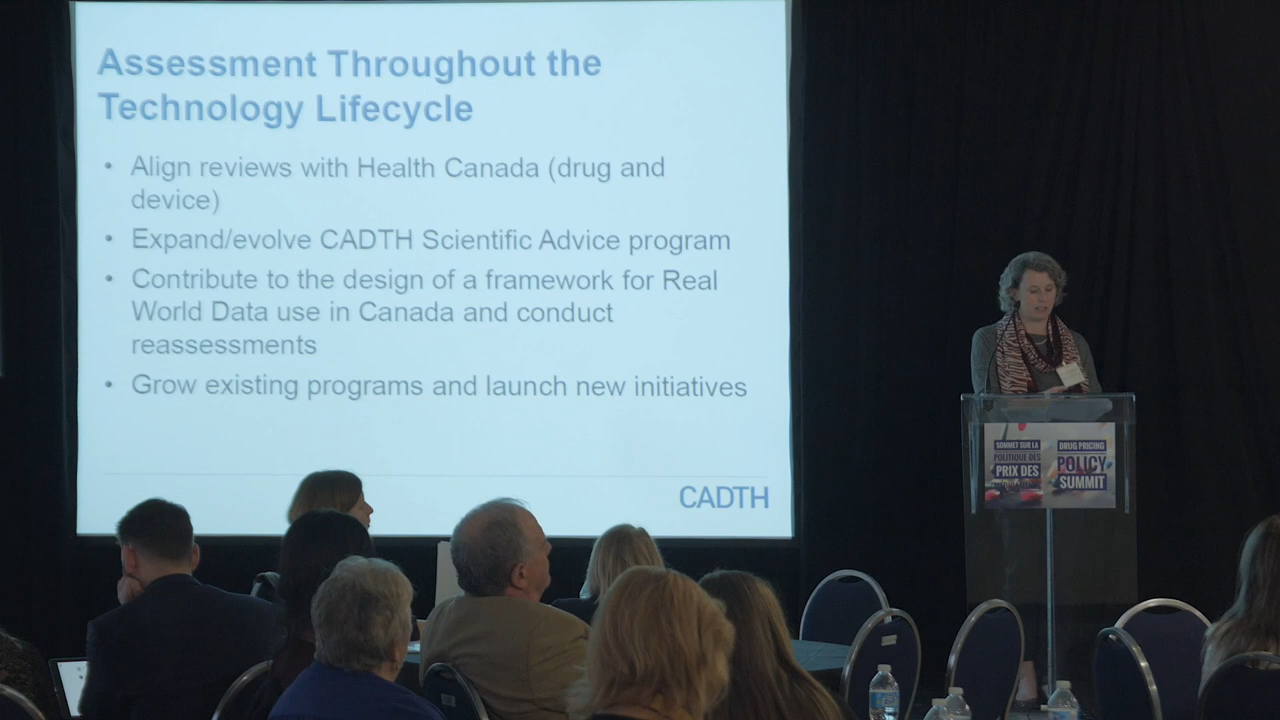 Assessment Throughout the
Technology Lifecycle
• Align reviews with Health Canada (drug and
device)
• Expand/evolve CADTH Scientific Advice program
• Contribute to the design of a framework for Real
World Data use in Canada and conduct
reassessments
• Grow existing programs and launch new initiatives
CADTH
SOMMET SUR LA
POLITIQUE DES
PRIX DES
DRUG PRICING
POLICY
SUMMIT